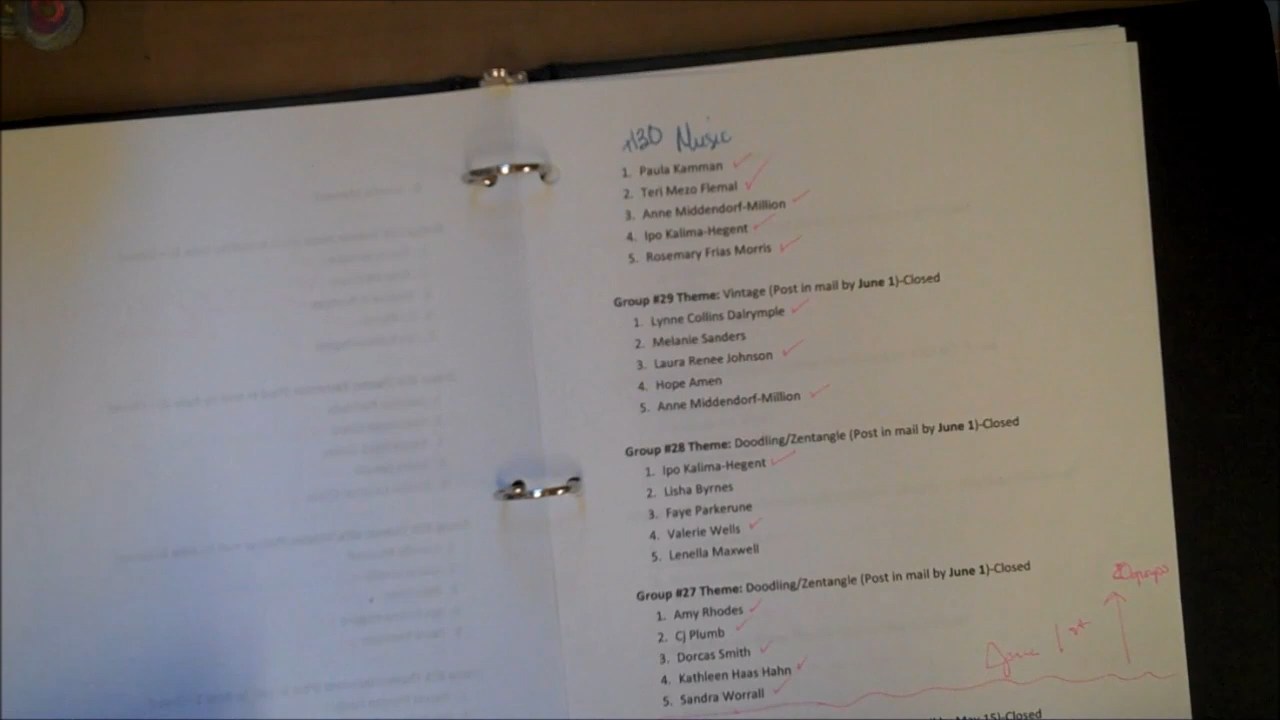 #30 Music
1. Paula Kamman
2. Teri Mezo Flemal
3. Anne Middendorf-Million
4. Ipo Kalima-Hegent
5. Rosemary Frias Morris
Group #29 Theme: Vintage (Post in mail by June 1)-Closed
1. Lynne Collins Dalrymple
2. Melanie Sanders
3. Laura Renee Johnson
4. Hope Amen
5. Anne Middendorf-Million
Group #28 Theme: Doodling/Zentangle (Post in mail by June 1)-Closed
1. Ipo Kalima-Hegent
2. Lisha Byrnes
3. Faye Parkerune
4. Valerie Wells
5. Lenella Maxwell
Group #27 Theme: Doodling/Zentangle (Post in mail by June 1)-Closed
1. Amy Rhodes
2. Cj Plumb
3. Dorcas Smith
4. Kathleen Haas Hahn
5. Sandra Worrall
June 1st
by May 15)-Closed